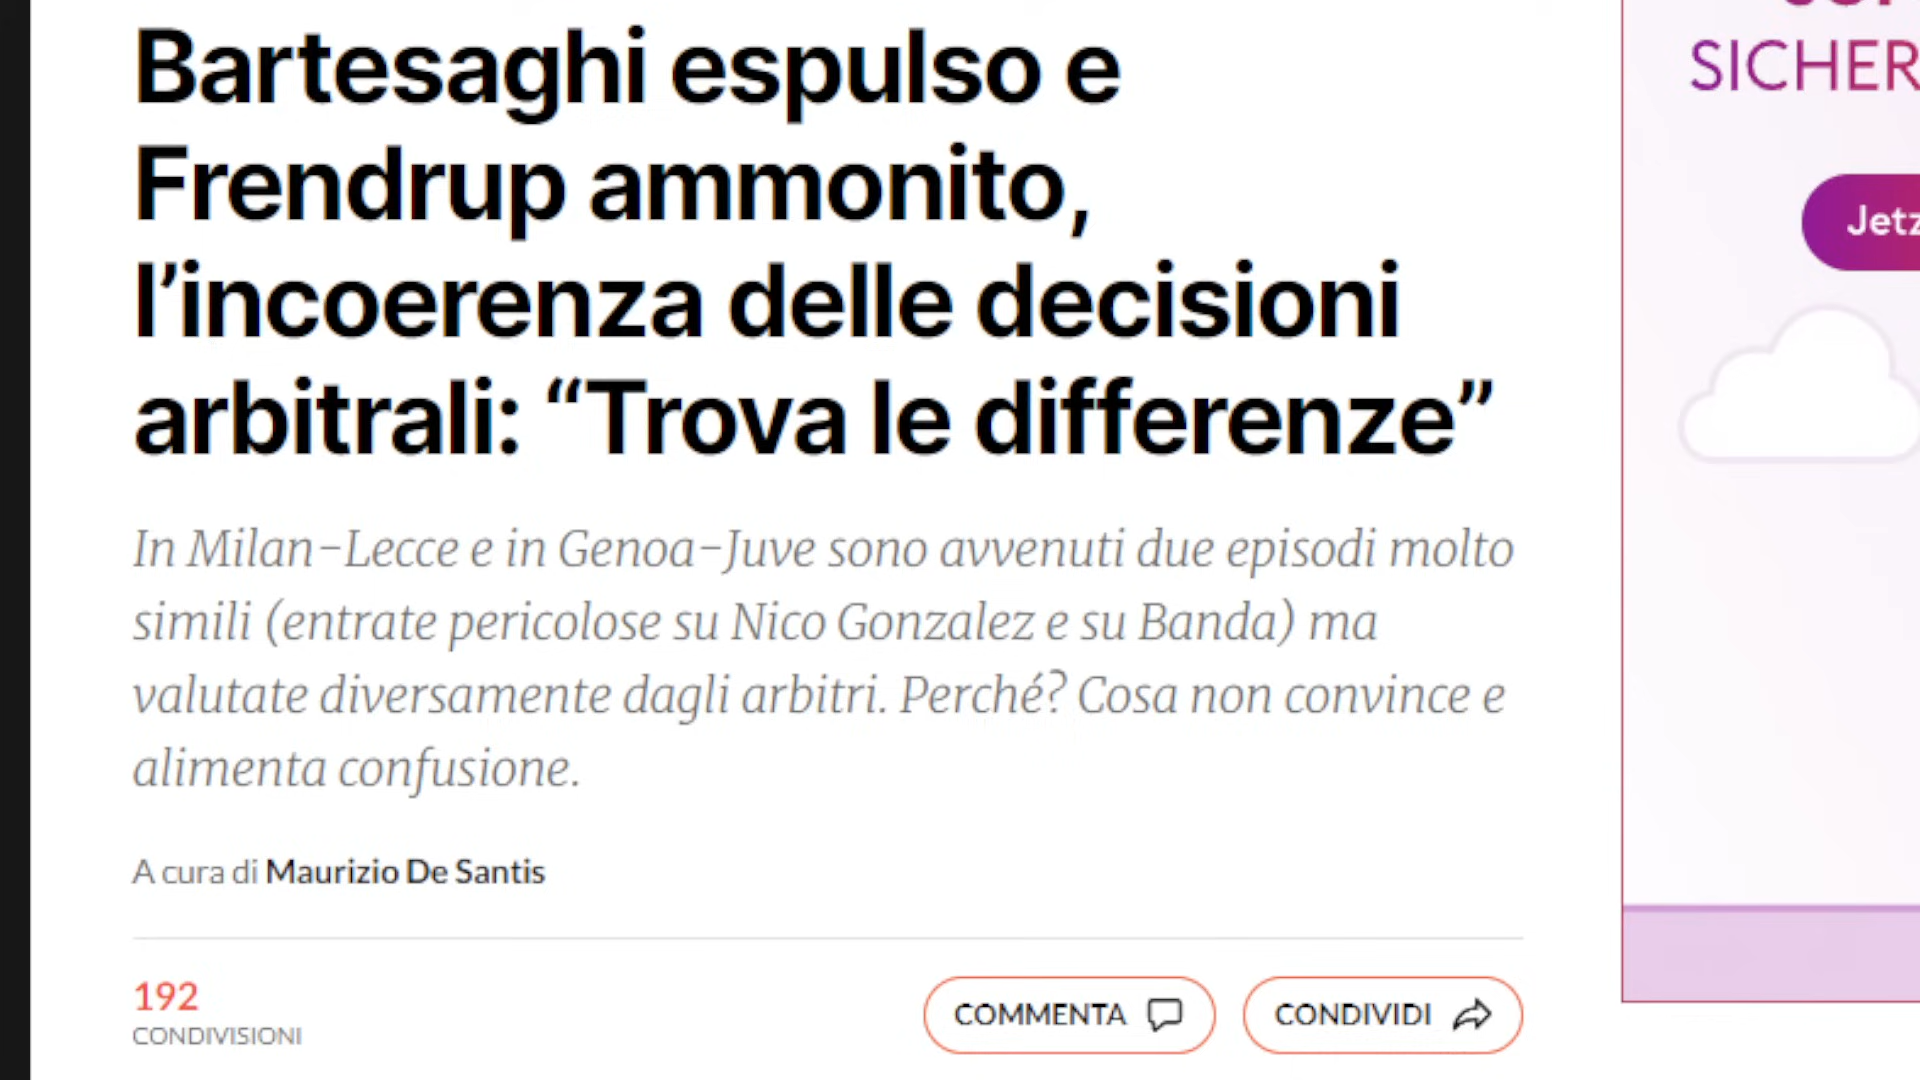 Bartesaghi espulso e
Frendrup ammonito,
l’incoerenza delle decisioni
arbitrali: “Trova le differenze”
In Milan-Lecce e in Genoa-Juve sono avvenuti due episodi molto
simili (entrate pericolose su Nico Gonzalez e su Banda) ma
valutate diversamente dagli arbitri. Perché? Cosa non convince e
alimenta confusione.
A cura di Maurizio De Santis
192
CONDIVISIONI
COMMENTA
CONDIVIDI
SICHER
Jetz